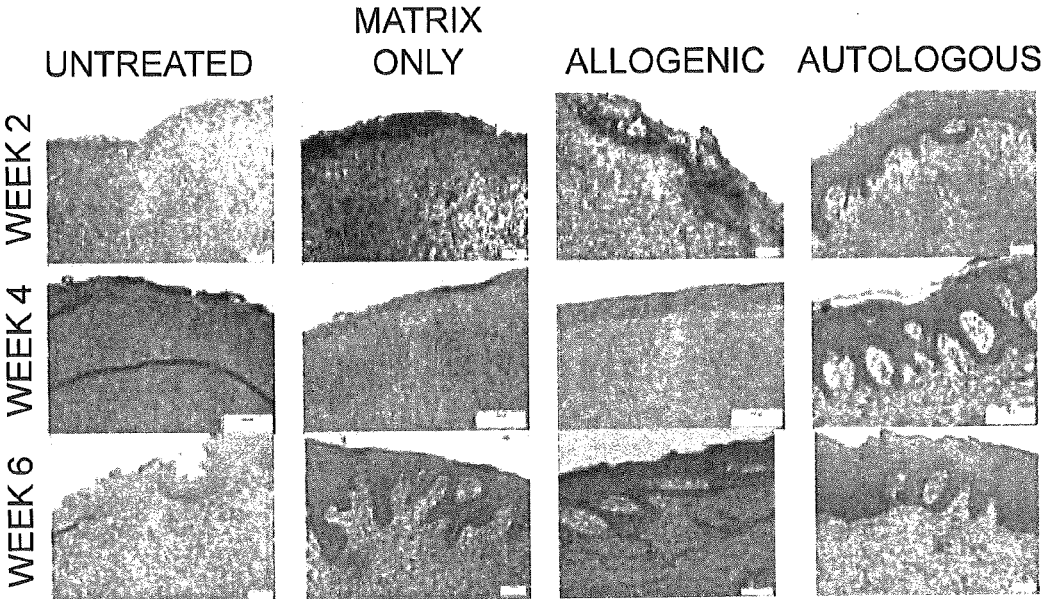 UNTREATED
MATRIX
ONLY
ALLOGENIC
AUTOLOGOUS
WEEK 2
WEEK 4
WEEK 6